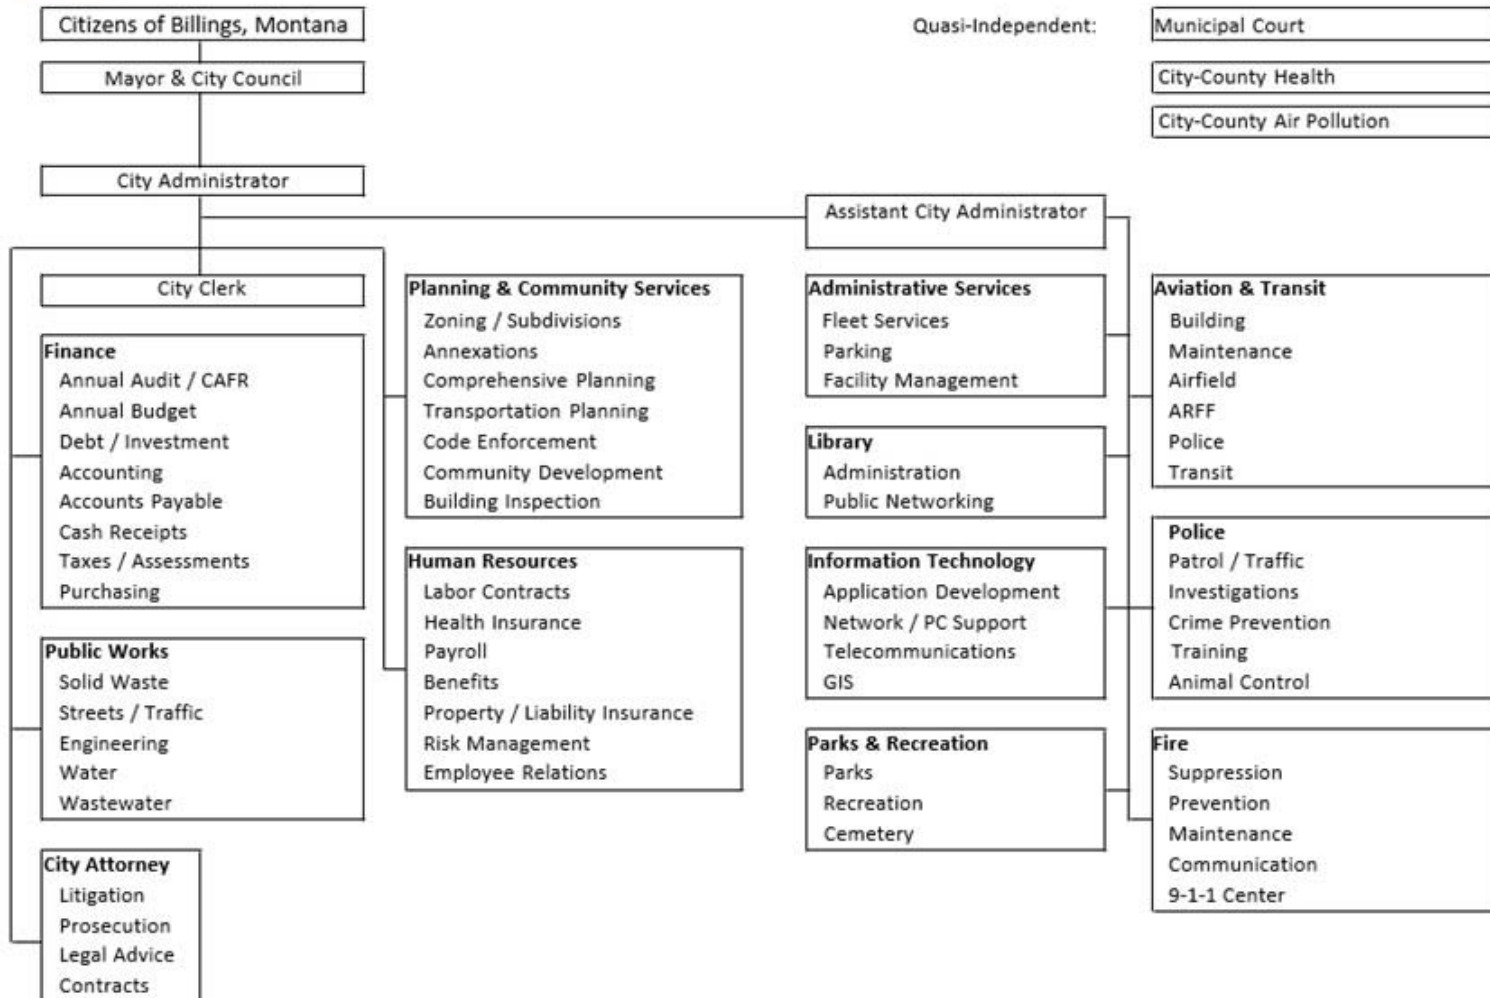 Citizens of Billings, Montana
Quasi-Independent:
Municipal Court
Mayor & City Council
City-County Health
City-County Air Pollution
City Administrator
Assistant City Administrator
City Clerk
Finance
Annual Audit / CAFR
Annual Budget
Debt / Investment
Accounting
Accounts Payable
Cash Receipts
Taxes / Assessments
Purchasing
Public Works
Solid Waste
Streets / Traffic
Engineering
Water
Wastewater
City Attorney
Litigation
Prosecution
Legal Advice
Contracts
Planning & Community Services
Zoning / Subdivisions
Annexations
Comprehensive Planning
Transportation Planning
Code Enforcement
Community Development
Building Inspection
Human Resources
Labor Contracts
Health Insurance
Payroll
Benefits
Property / Liability Insurance
Risk Management
Employee Relations
Administrative Services
Fleet Services
Parking
Facility Management
Library
Administration
Public Networking
Information Technology
Application Development
Network / PC Support
Telecommunications
GIS
Parks & Recreation
Parks
Recreation
Cemetery
Aviation & Transit
Building
Maintenance
Airfield
ARFF
Police
Transit
Police
Patrol / Traffic
Investigations
Crime Prevention
Training
Animal Control
Fire
Suppression
Prevention
Maintenance
Communication
9-1-1 Center